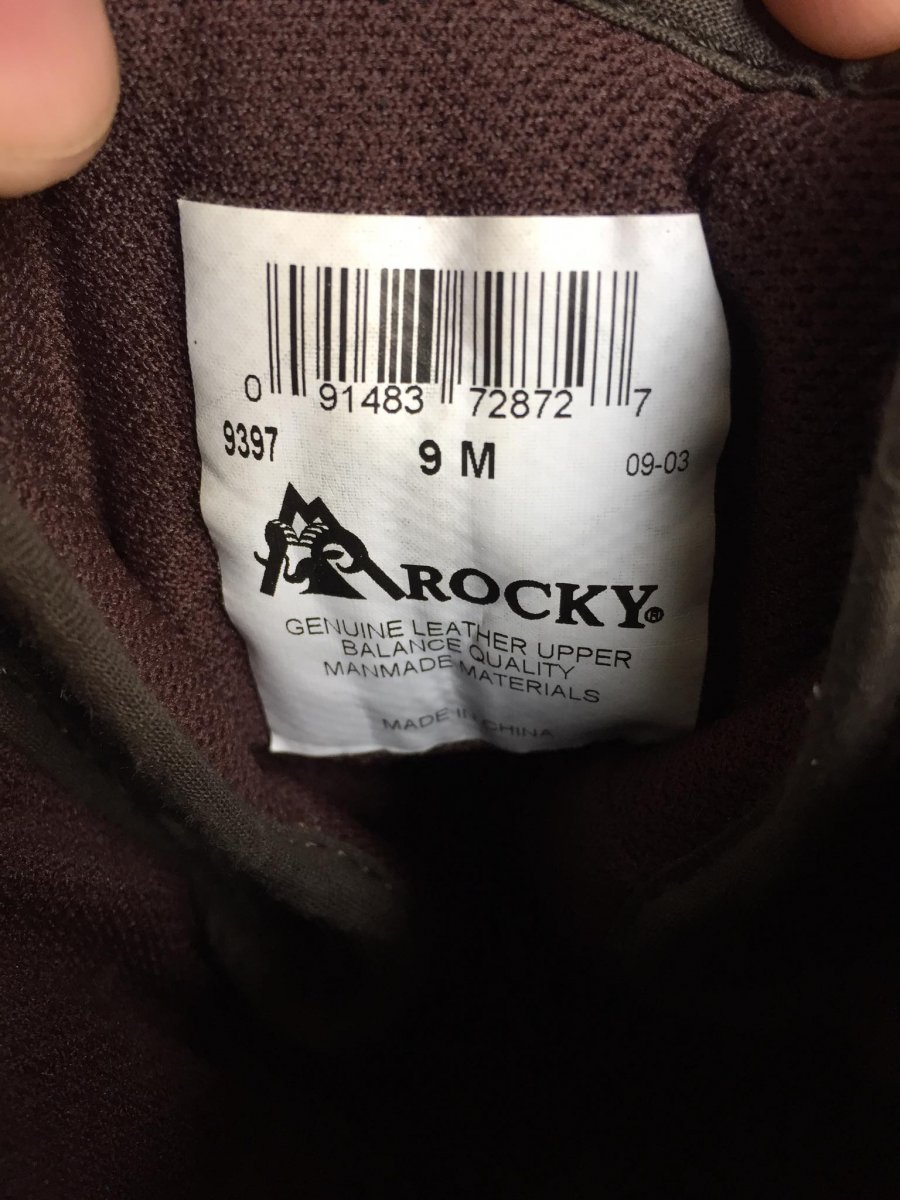 0 91483 72872 7
9397 9 M 09-03
ROCKY®
GENUINE LEATHER UPPER
BALANCE QUALITY
MANMADE MATERIALS
MADE IN CHINA